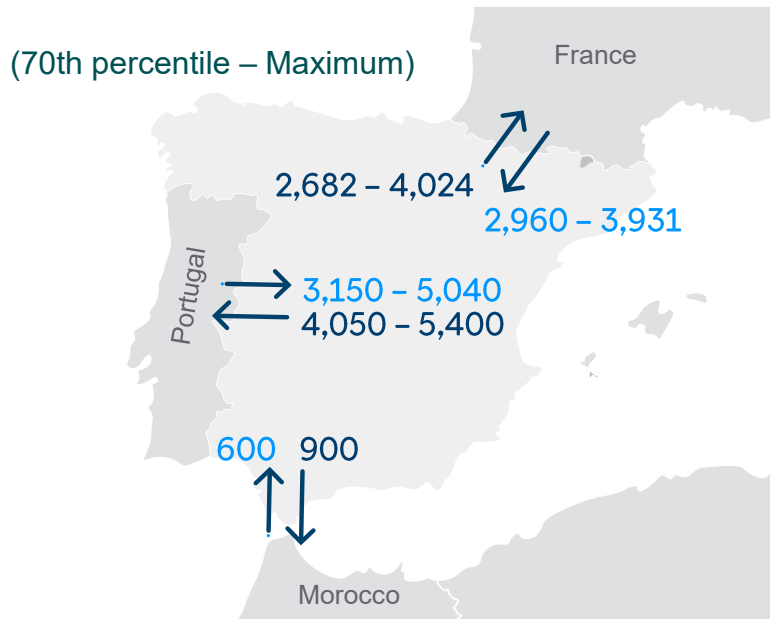 France
(70th percentile – Maximum)
2,682 – 4,024
2,960 – 3,931
Portugal
3,150 – 5,040
4,050 – 5,400
600 900
Morocco